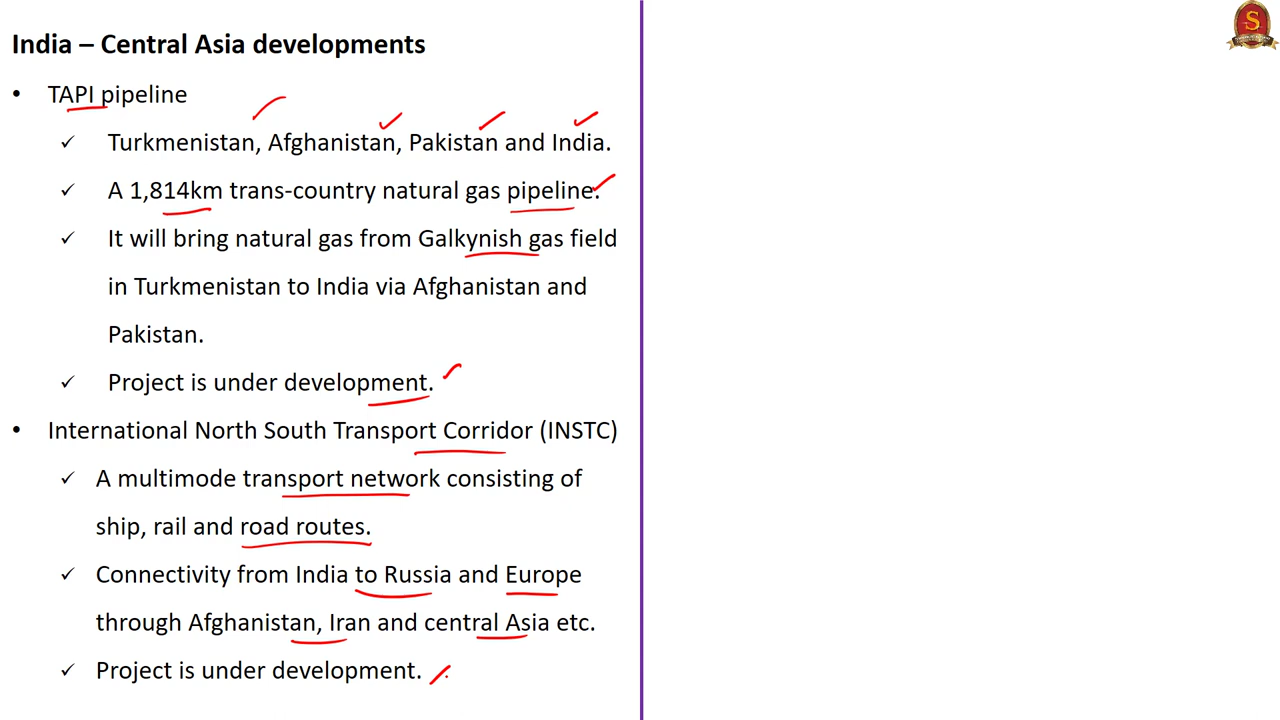 India – Central Asia developments
• TAPI pipeline
✓ Turkmenistan, Afghanistan, Pakistan and India.
✓ A 1,814km trans-country natural gas pipeline.
✓ It will bring natural gas from Galkynish gas field
in Turkmenistan to India via Afghanistan and
Pakistan.
✓ Project is under development.
• International North South Transport Corridor (INSTC)
✓ A multimode transport network consisting of
ship, rail and road routes.
✓ Connectivity from India to Russia and Europe
through Afghanistan, Iran and central Asia etc.
✓ Project is under development.
S